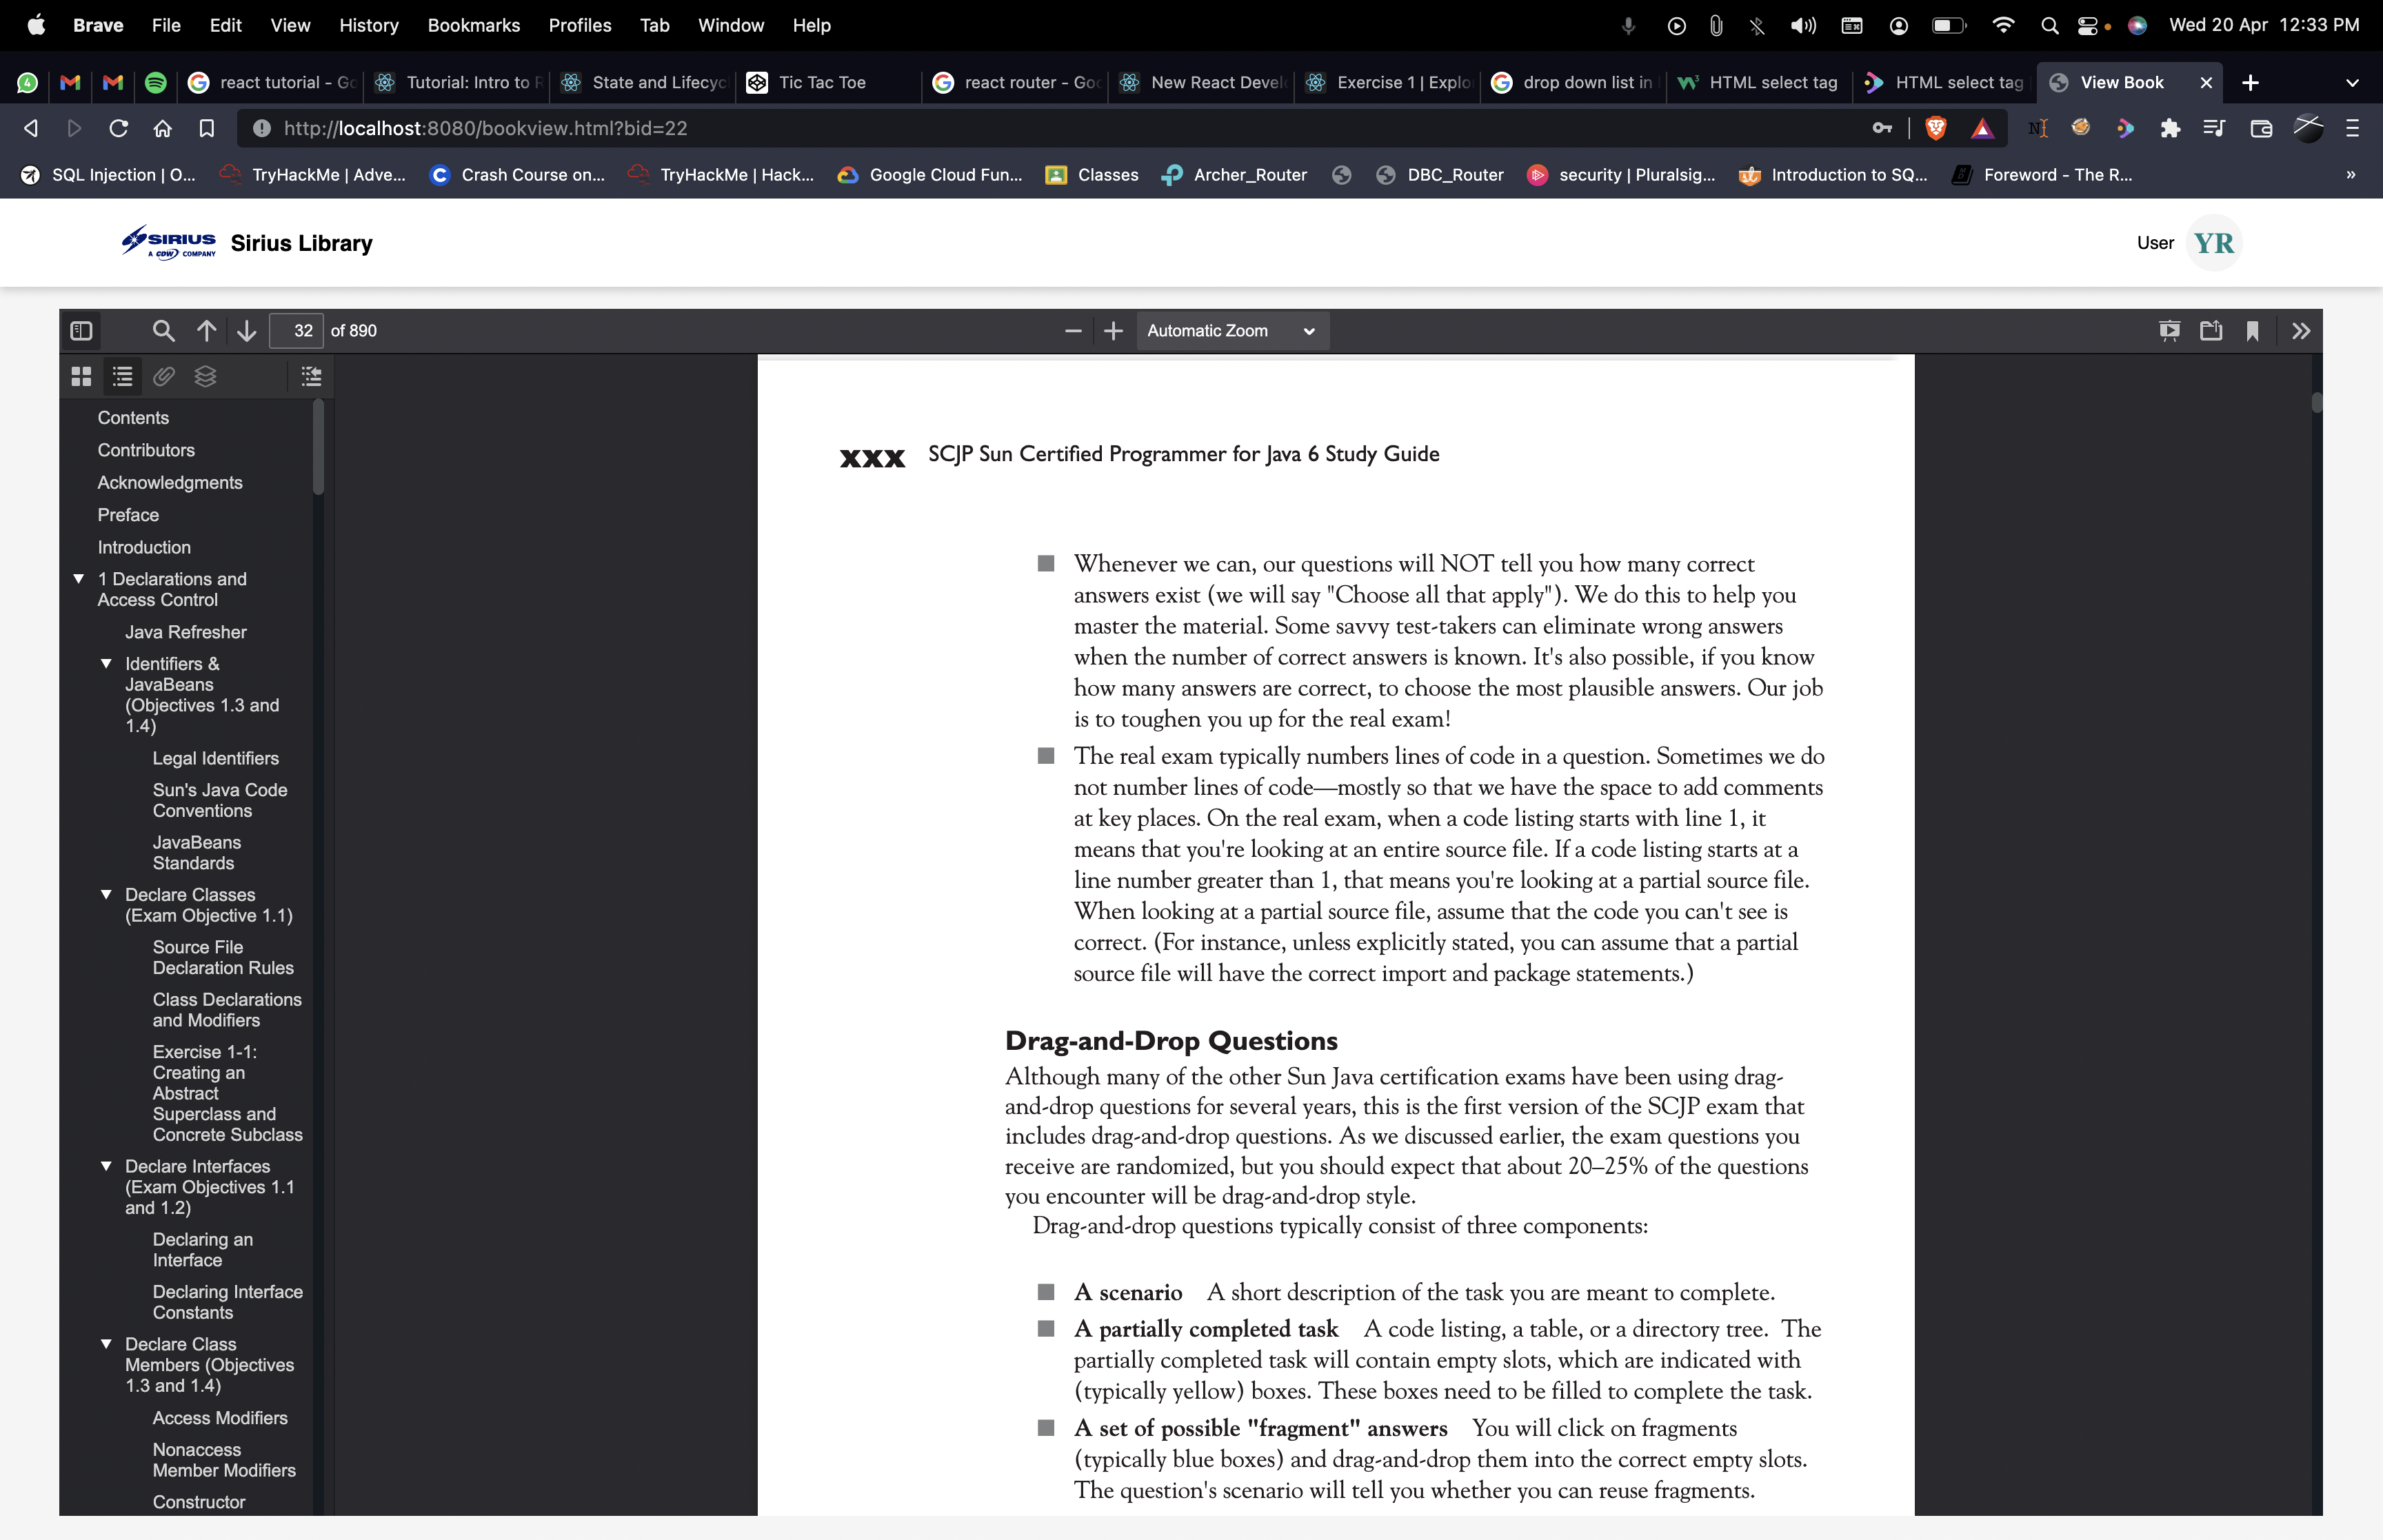 Brave File Edit View History Bookmarks Profiles Tab Window Help
Wed 20 Apr 12:33 PM
4
react tutorial - Go
Tutorial: Intro to R
State and Lifecyc
Tic Tac Toe
react router - Goo
New React Devel
Exercise 1 | Explo
drop down list in
HTML select tag
HTML select tag
View Book
http://localhost:8080/bookview.html?bid=22
SQL Injection | O...
TryHackMe | Adve...
Crash Course on...
TryHackMe | Hack...
Google Cloud Fun...
Classes
Archer_Router
DBC_Router
security | Pluralsig...
Introduction to SQ...
Foreword - The R...
»
SIRIUS
A CDW COMPANY
Sirius Library
User YR
32 of 890
Automatic Zoom
Contents
Contributors
Acknowledgments
Preface
Introduction
1 Declarations and
Access Control
Java Refresher
Identifiers &
JavaBeans
(Objectives 1.3 and
1.4)
Legal Identifiers
Sun's Java Code
Conventions
JavaBeans
Standards
Declare Classes
(Exam Objective 1.1)
Source File
Declaration Rules
Class Declarations
and Modifiers
Exercise 1-1:
Creating an
Abstract
Superclass and
Concrete Subclass
Declare Interfaces
(Exam Objectives 1.1
and 1.2)
Declaring an
Interface
Declaring Interface
Constants
Declare Class
Members (Objectives
1.3 and 1.4)
Access Modifiers
Nonaccess
Member Modifiers
Constructor
xxx SCJP Sun Certified Programmer for Java 6 Study Guide
Whenever we can, our questions will NOT tell you how many correct
answers exist (we will say "Choose all that apply"). We do this to help you
master the material. Some savvy test-takers can eliminate wrong answers
when the number of correct answers is known. It's also possible, if you know
how many answers are correct, to choose the most plausible answers. Our job
is to toughen you up for the real exam!
The real exam typically numbers lines of code in a question. Sometimes we do
not number lines of code—mostly so that we have the space to add comments
at key places. On the real exam, when a code listing starts with line 1, it
means that you're looking at an entire source file. If a code listing starts at a
line number greater than 1, that means you're looking at a partial source file.
When looking at a partial source file, assume that the code you can't see is
correct. (For instance, unless explicitly stated, you can assume that a partial
source file will have the correct import and package statements.)
Drag-and-Drop Questions
Although many of the other Sun Java certification exams have been using drag-
and-drop questions for several years, this is the first version of the SCJP exam that
includes drag-and-drop questions. As we discussed earlier, the exam questions you
receive are randomized, but you should expect that about 20–25% of the questions
you encounter will be drag-and-drop style.
Drag-and-drop questions typically consist of three components:
A scenario A short description of the task you are meant to complete.
A partially completed task A code listing, a table, or a directory tree. The
partially completed task will contain empty slots, which are indicated with
(typically yellow) boxes. These boxes need to be filled to complete the task.
A set of possible "fragment" answers You will click on fragments
(typically blue boxes) and drag-and-drop them into the correct empty slots.
The question's scenario will tell you whether you can reuse fragments.